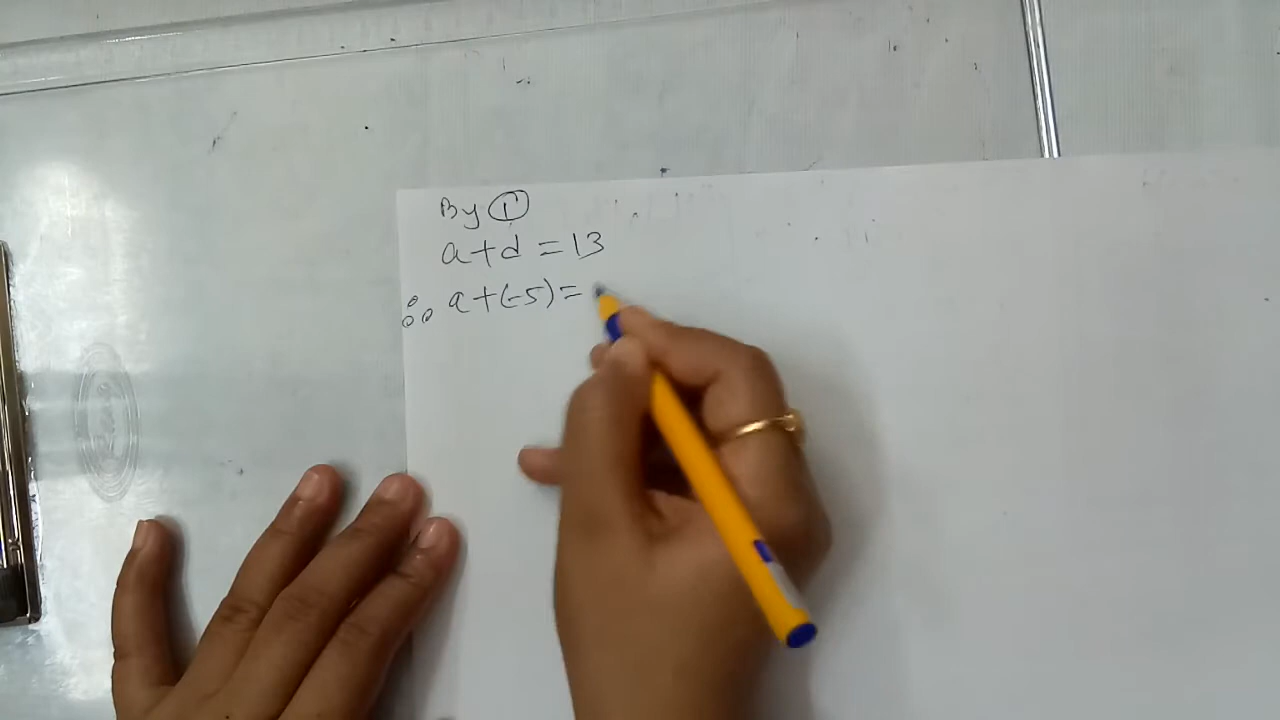 By ①
a+d = 13
∴ a+(-5) =